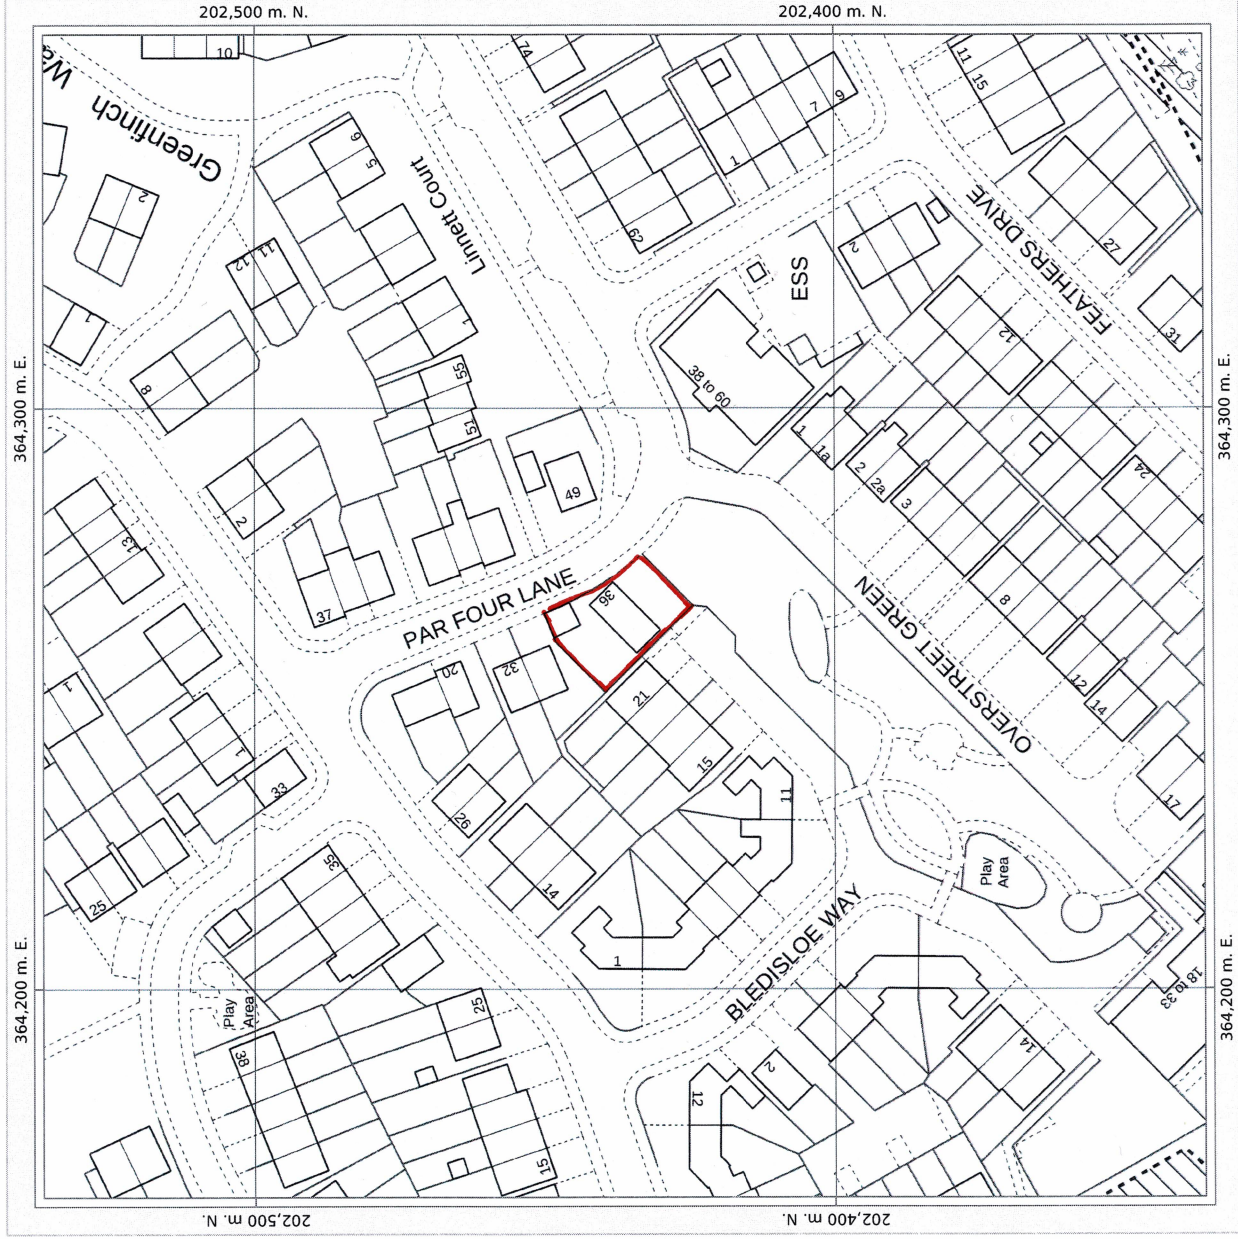 202,500 m. N.
202,400 m. N.
10
74
11
15
Greenfinch
Wa
6
5
7
9
1
2
Linnett Court
62
2
FEATHERS DRIVE
27
12
11
ESS
1
31
8
1
12
364,300 m. E.
38 to 60
364,300 m. E.
55
51
1
1a
2
2a
3
24
49
2
13
PAR FOUR LANE
36
37
OVERSTREET GREEN
8
20
32
21
12
14
1
1
15
33
26
11
17
25
35
14
Play
Area
1
BLEDISLOE WAY
364,200 m. E.
364,200 m. E.
Play
Area
25
18 to 33
38
2
14
12
15
202,500 m. N.
202,400 m. N.